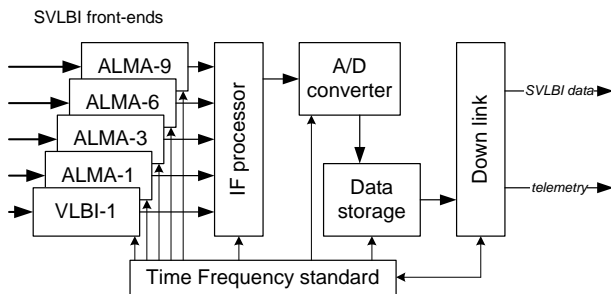 SVLBI front-ends
ALMA-9
ALMA-6
ALMA-3
ALMA-1
VLBI-1
IF processor
A/D
converter
Data
storage
Down link
SVLBI data
telemetry
Time Frequency standard